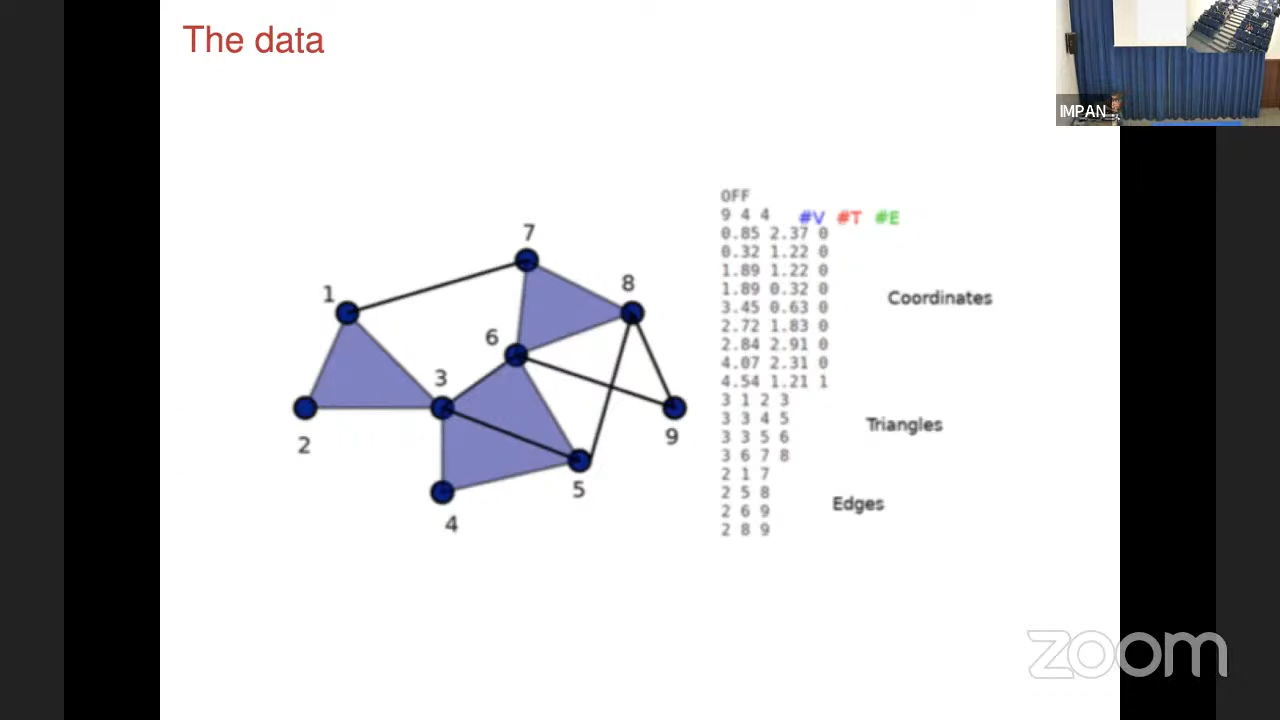 The data
IMPAN
7
1
8
6
3
2
9
5
4
OFF
9 4 4 #V #T #E
0.85 2.37 0
0.32 1.22 0
1.89 1.22 0
1.89 0.32 0
3.45 0.63 0
2.72 1.83 0
2.84 2.91 0
4.07 2.31 0
4.54 1.21 1
Coordinates
3 1 2 3
3 3 4 5
3 3 5 6
3 6 7 8
Triangles
2 1 7
2 5 8
2 6 9
2 8 9
Edges
zoom